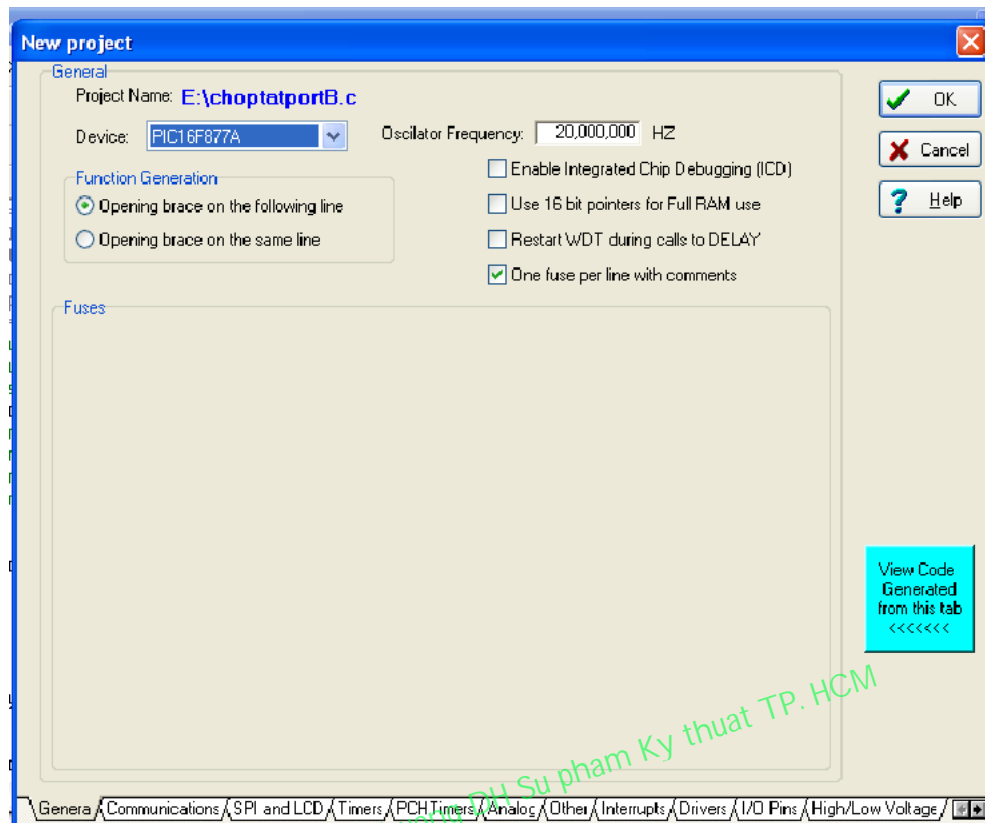 New project
General
Project Name: E:\choptatportB.c
OK
Device: PIC16F877A
Oscilator Frequency: 20,000,000 HZ
Cancel
Enable Integrated Chip Debugging (ICD)
Function Generation
Help
Opening brace on the following line
Use 16 bit pointers for Full RAM use
Opening brace on the same line
Restart WDT during calls to DELAY
One fuse per line with comments
Fuses
View Code
Generated
from this tab
<<<<<<<
DH Su pham Ky thuat TP. HCM
Genera Communications SPI and LCD Timers PCH Timers Analog Other Interrupts Drivers I/O Pins High/Low Voltage